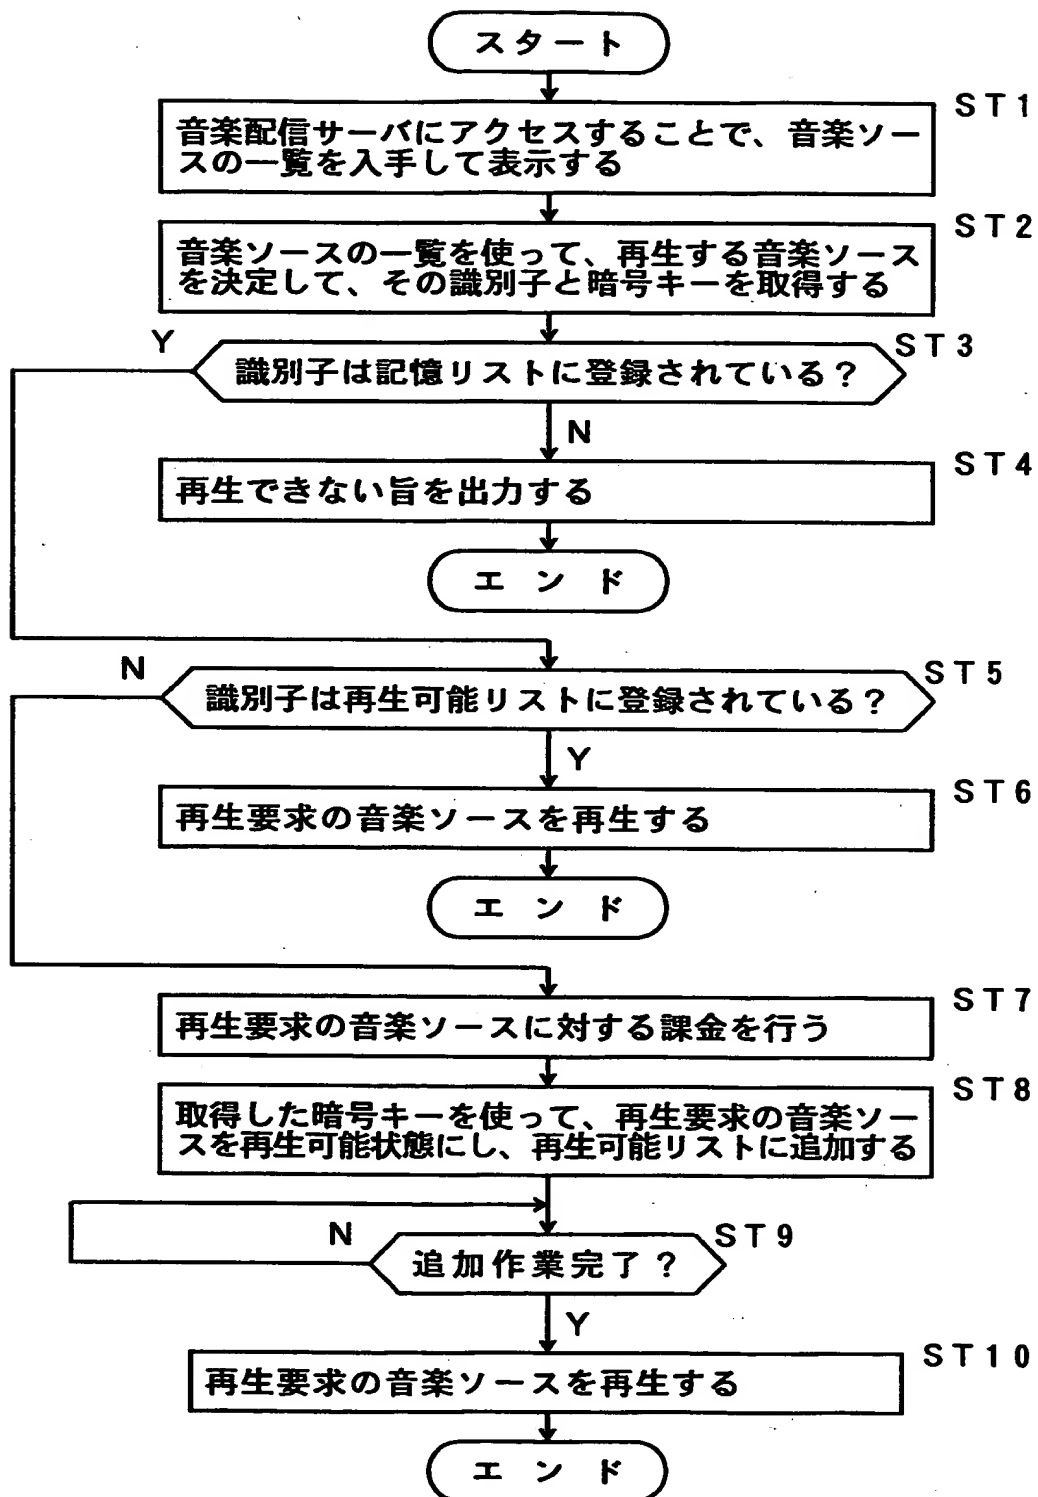 スタート
ST1
音楽配信サーバにアクセスすることで、音楽ソー
スの一覧を入手して表示する
ST2
音楽ソースの一覧を使って、再生する音楽ソース
を決定して、その識別子と暗号キーを取得する
Y
ST3
識別子は記憶リストに登録されている？
N
ST4
再生できない旨を出力する
エンド
N
ST5
識別子は再生可能リストに登録されている？
Y
ST6
再生要求の音楽ソースを再生する
エンド
ST7
再生要求の音楽ソースに対する課金を行う
ST8
取得した暗号キーを使って、再生要求の音楽ソー
スを再生可能状態にし、再生可能リストに追加する
N
ST9
追加作業完了？
Y
ST10
再生要求の音楽ソースを再生する
エンド